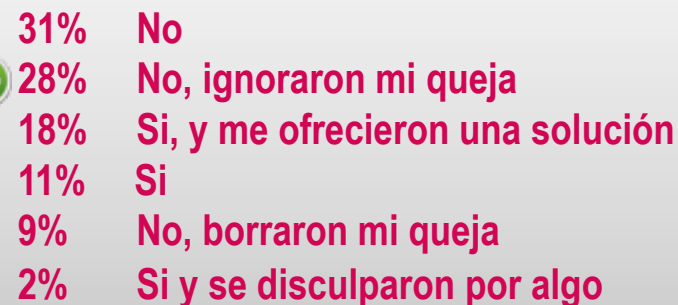 31% No
28% No, ignoraron mi queja
18% Si, y me ofrecieron una solución
11% Si
9% No, borraron mi queja
2% Si y se disculparon por algo